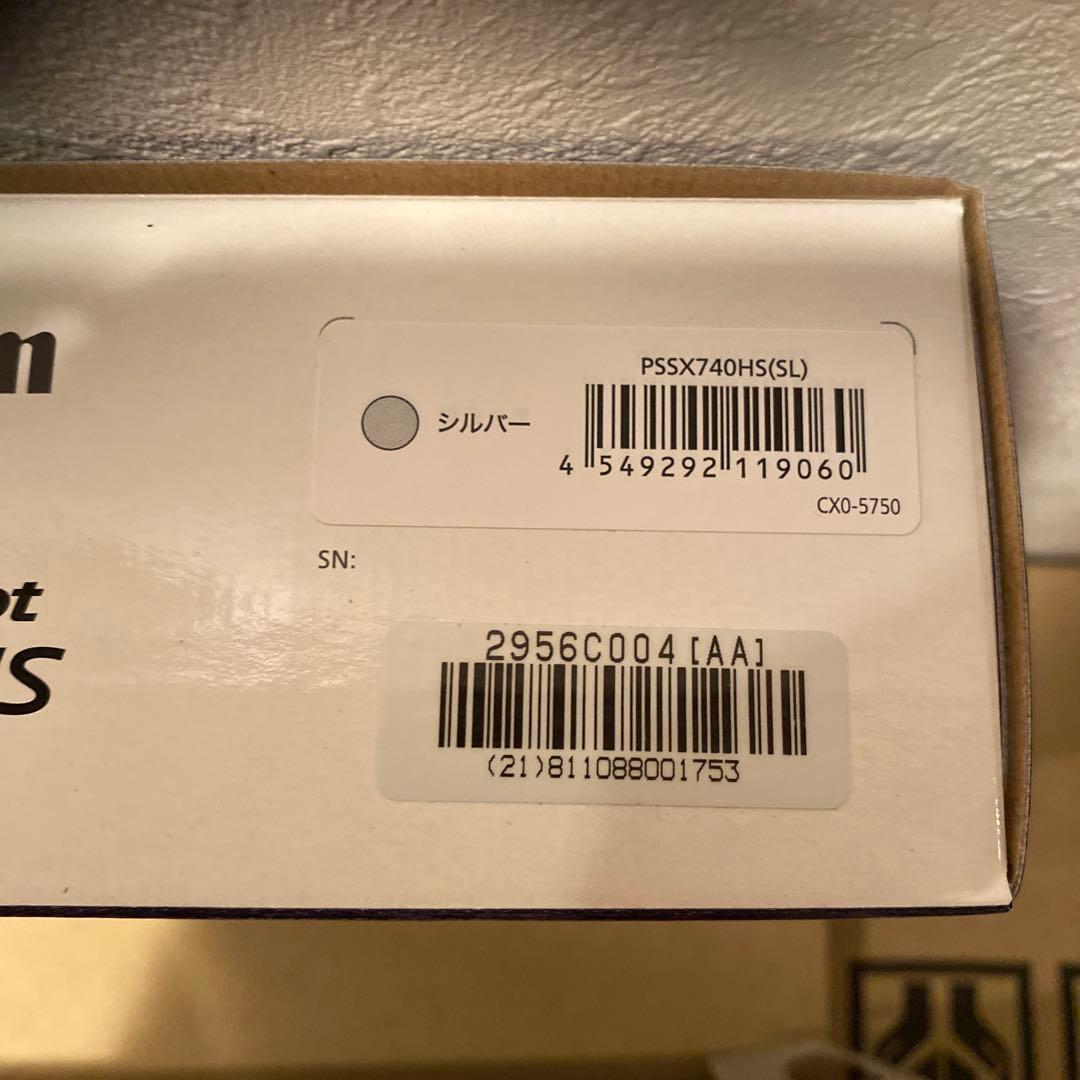 PSSX740HS(SL)
シルバー
4 549292 119060
CX0-5750
SN:
2956C004[AA]
(21)811088001753